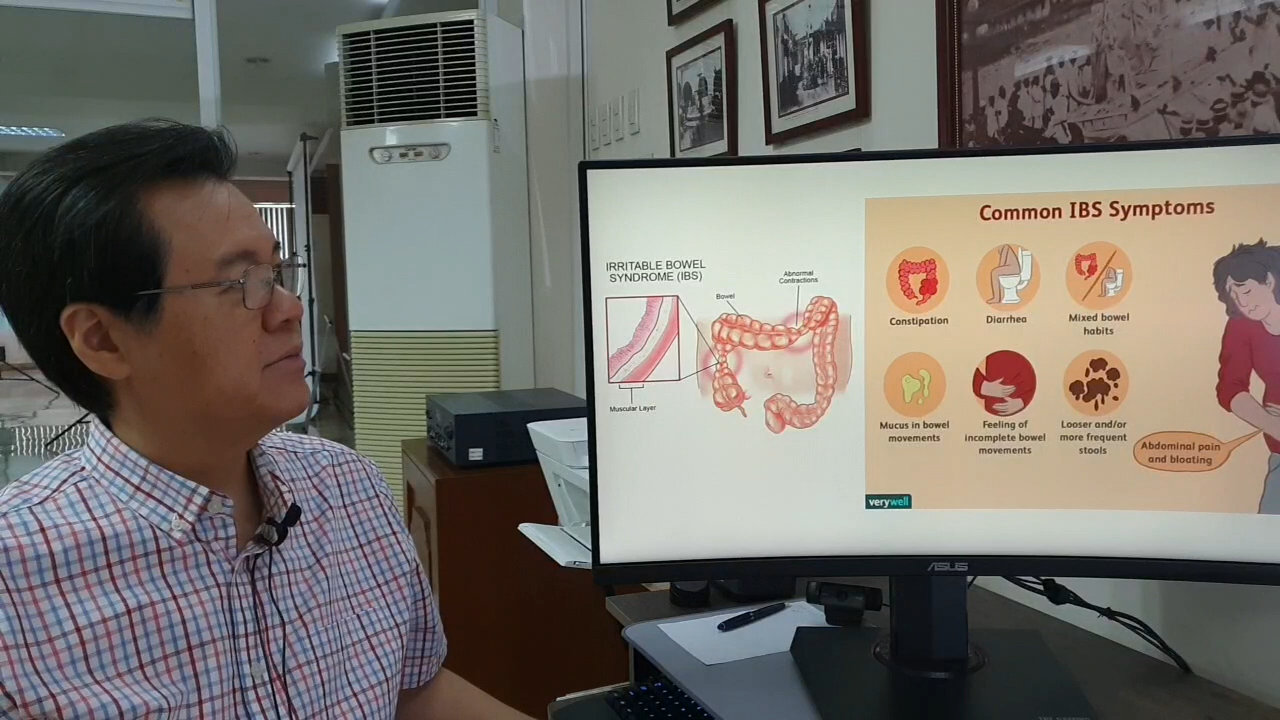 IRRITABLE BOWEL
SYNDROME (IBS)
Bowel
Abnormal
Contractions
Muscular Layer
Common IBS Symptoms
Constipation
Diarrhea
Mixed bowel
habits
Mucus in bowel
movements
Feeling of
incomplete bowel
movements
Looser and/or
more frequent
stools
Abdominal pain
and bloating
verywell
ASUS